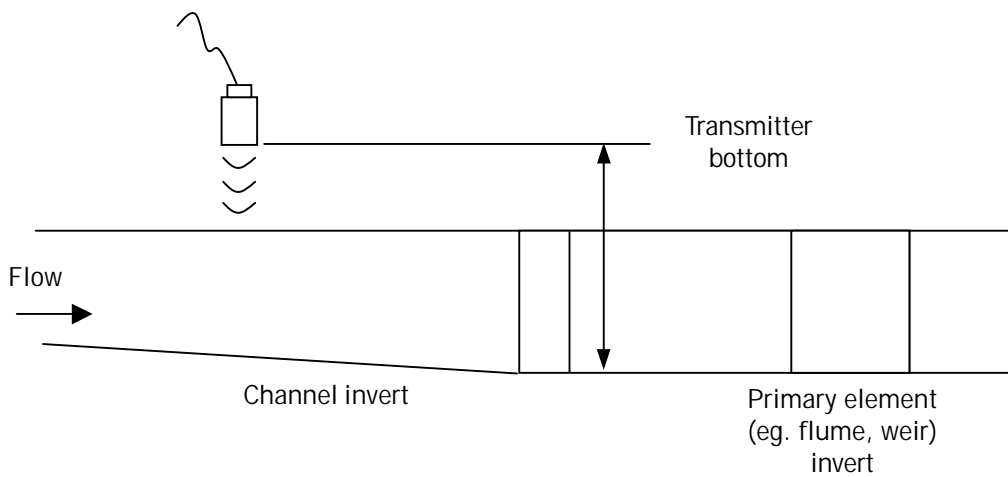 Transmitter
bottom
Flow
Channel invert
Primary element
(eg. flume, weir)
invert